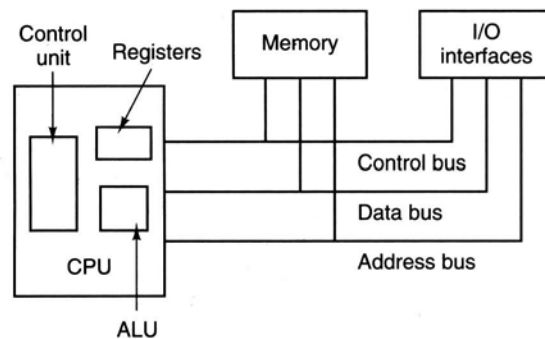 Control
unit
Registers
Memory
I/O
interfaces
Control bus
Data bus
Address bus
CPU
ALU